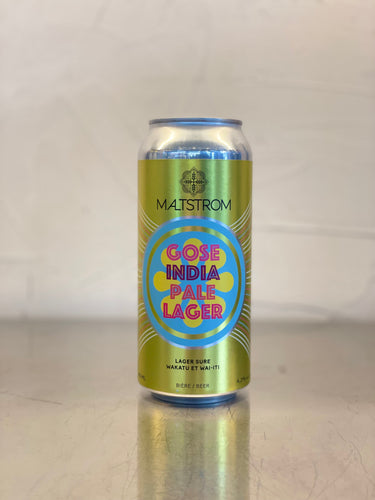 MALTSTROM
GOSE
INDIA
PALE
LAGER
LAGER SURE
WAKATU ET WAI-ITI
BIÈRE / BEER